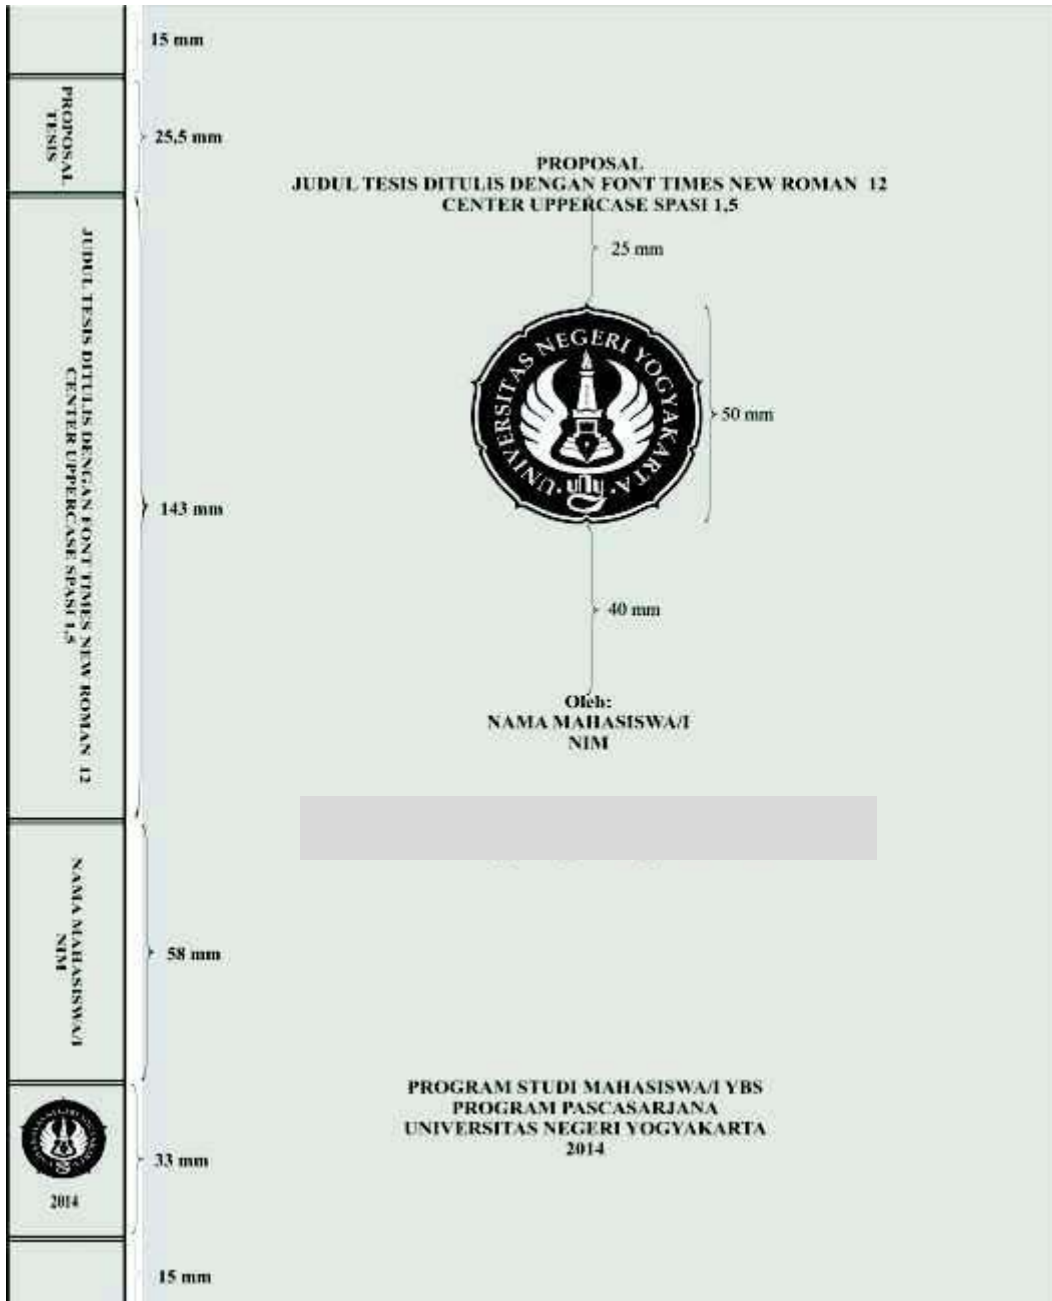 15 mm
PROPOSAL
TESIS
25,5 mm
PROPOSAL
JUDUL TESIS DITULIS DENGAN FONT TIMES NEW ROMAN 12
CENTER UPPERCASE SPASI 1,5
25 mm
UNIVERSITAS NEGERI YOGYAKARTA
uny
50 mm
JUDUL TESIS DITULIS DENGAN FONT TIMES NEW ROMAN 12
CENTER UPPERCASE SPASI 1,5
143 mm
40 mm
Oleh:
NAMA MAHASISWA/I
NIM
NAMA MAHASISWA/I
NIM
58 mm
PROGRAM STUDI MAHASISWA/I YBS
PROGRAM PASCASARJANA
UNIVERSITAS NEGERI YOGYAKARTA
2014
33 mm
2014
15 mm